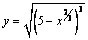 y = √((5 − x^(2/3))^3)